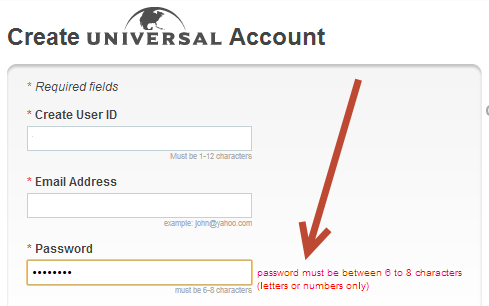 Create UNIVERSAL Account
* Required fields
* Create User ID
Must be 1-12 characters
* Email Address
example: john@yahoo.com
* Password
••••••••
password must be between 6 to 8 characters
must be 6-8 characters
(letters or numbers only)